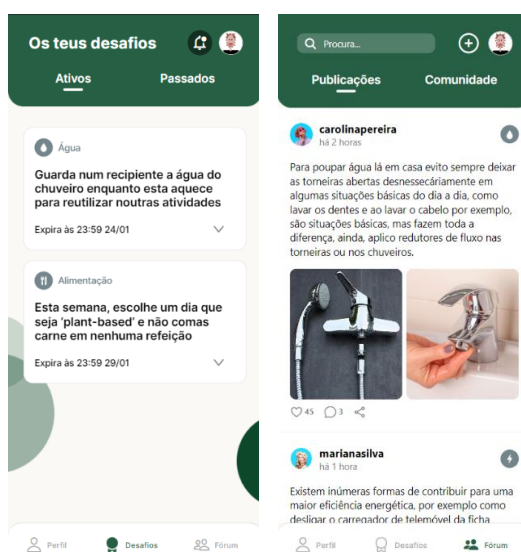 Os teus desafios
Ativos Passados
Água
Guarda num recipiente a água do
chuveiro enquanto esta aquece
para reutilizar noutras atividades
Expira às 23:59 24/01
Alimentação
Esta semana, escolhe um dia que
seja 'plant-based' e não comas
carne em nenhuma refeição
Expira às 23:59 29/01
Perfil Desafios Fórum
Procura...
Publicações Comunidade
carolinapereira
há 2 horas
Para poupar água lá em casa evito sempre deixar
as torneiras abertas desnessecáriamente em
algumas situações básicas do dia a dia, como
lavar os dentes e ao lavar o cabelo por exemplo,
são situações básicas, mas fazem toda a
diferença, ainda, aplico redutores de fluxo nas
torneiras ou nos chuveiros.
45 3
marianasilva
há 1 hora
Existem inúmeras formas de contribuir para uma
maior eficiência energética, por exemplo como
desligar o carregador de telemóvel da ficha
Perfil Desafios Fórum